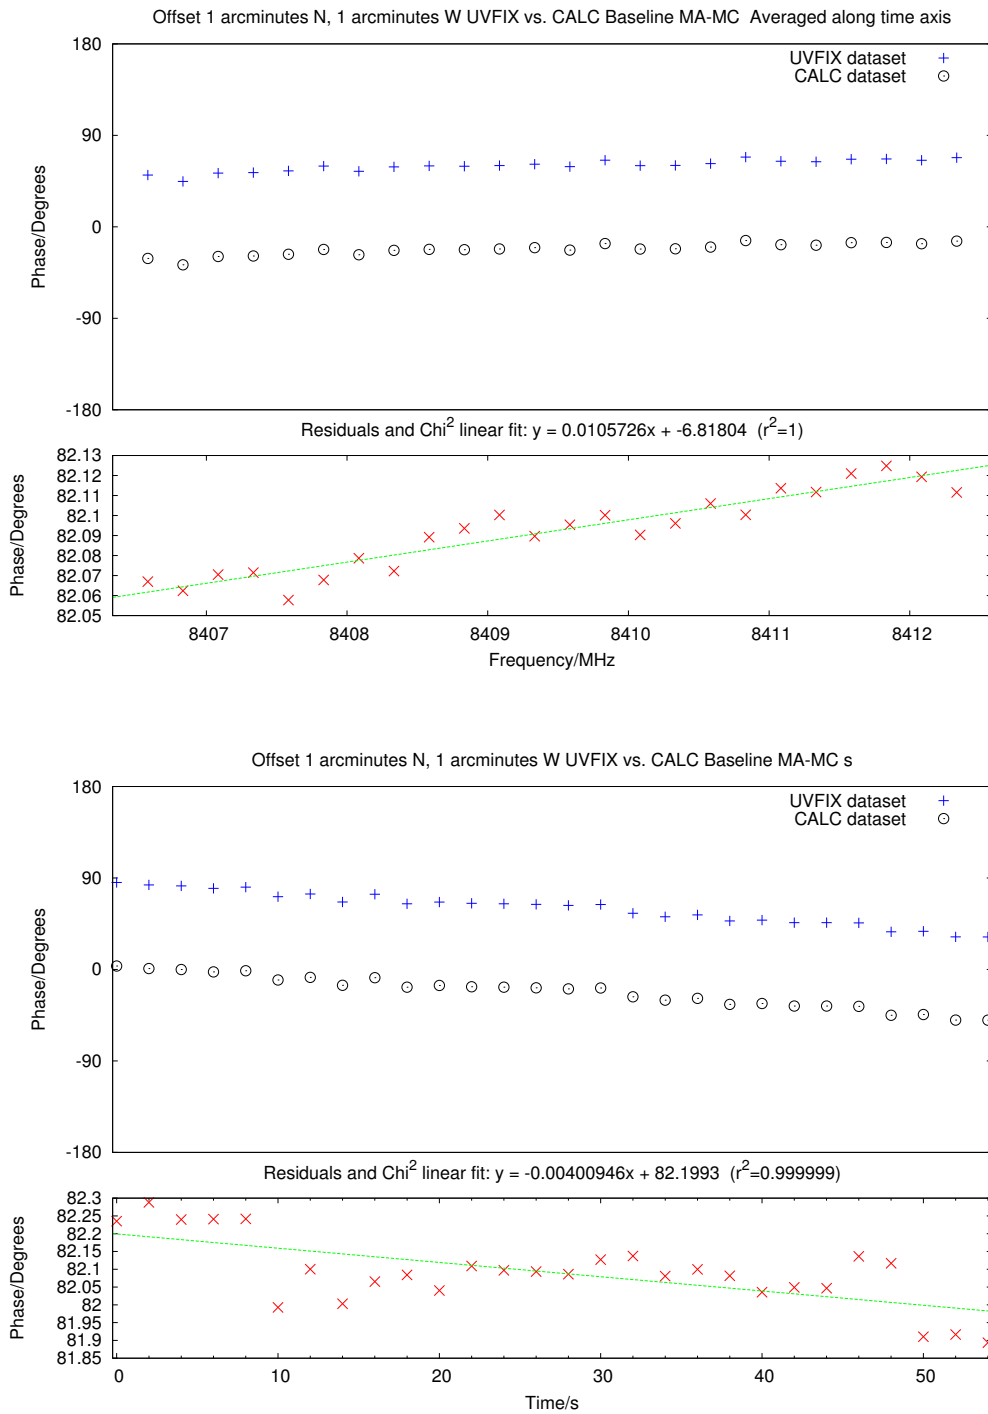 Offset 1 arcminutes N, 1 arcminutes W UVFIX vs. CALC Baseline MA-MC  Averaged along time axis
180
UVFIX dataset
CALC dataset
90
0
-90
-180
Phase/Degrees
Residuals and Chi2 linear fit: y = 0.0105726x + -6.81804  (r2=1)
82.13
82.12
82.11
82.1
82.09
82.08
82.07
82.06
82.05
Phase/Degrees
8407 8408 8409 8410 8411 8412
Frequency/MHz
Offset 1 arcminutes N, 1 arcminutes W UVFIX vs. CALC Baseline MA-MC s
180
UVFIX dataset
CALC dataset
90
0
-90
-180
Phase/Degrees
Residuals and Chi2 linear fit: y = -0.00400946x + 82.1993  (r2=0.999999)
82.3
82.25
82.2
82.15
82.1
82.05
82
81.95
81.9
81.85
Phase/Degrees
0 10 20 30 40 50
Time/s